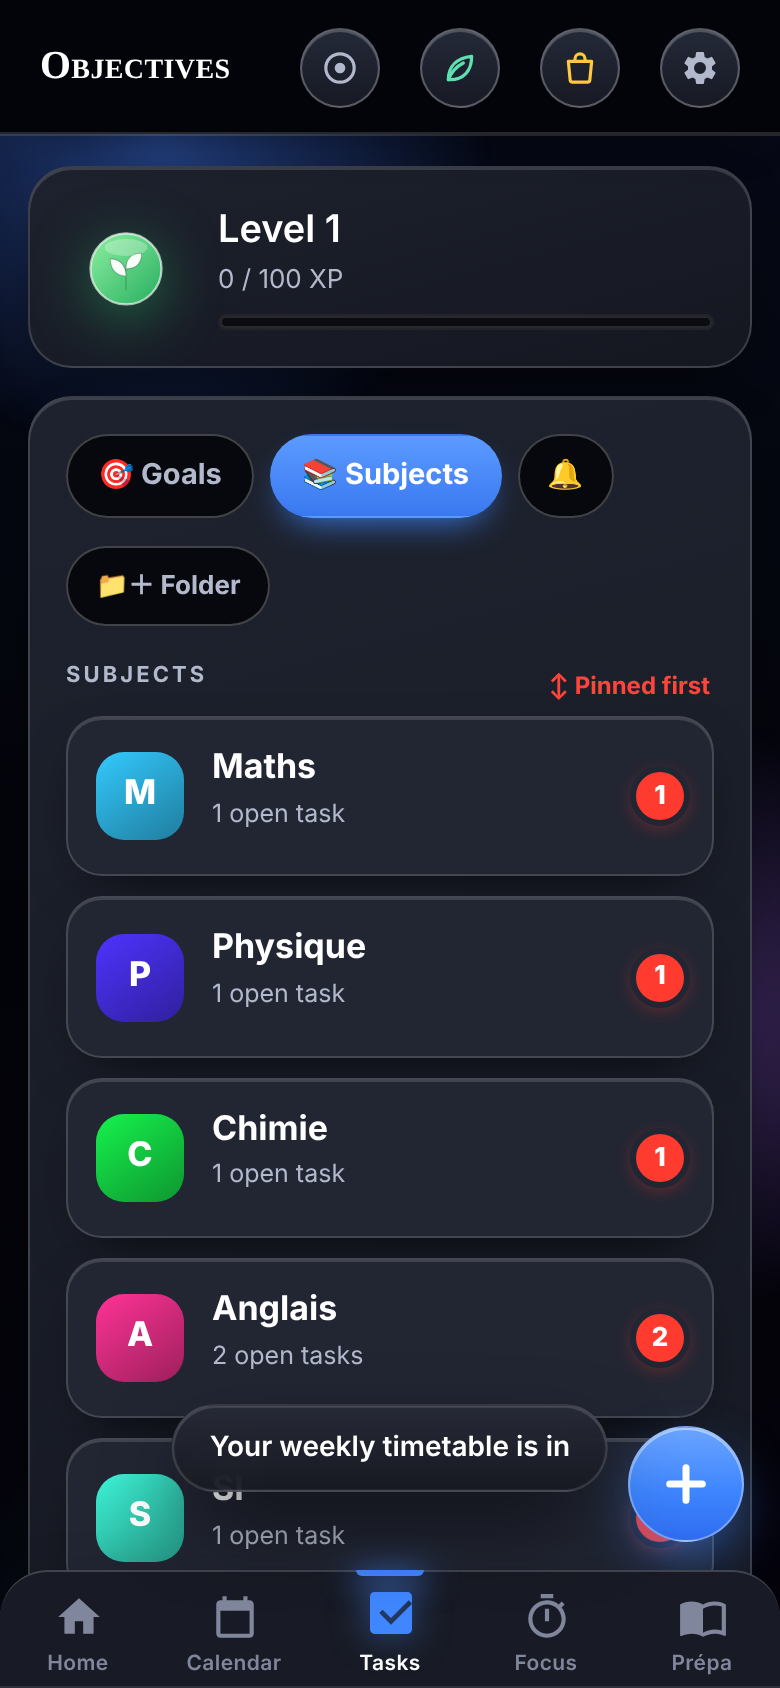 Objectives
Level 1
0 / 100 XP
🎯 Goals
📚 Subjects
🔔
📁+ Folder
SUBJECTS
↕ Pinned first
M
Maths
1 open task
1
P
Physique
1 open task
1
C
Chimie
1 open task
1
A
Anglais
2 open tasks
2
Your weekly timetable is in
S
SI
1 open task
+
Home
Calendar
Tasks
Focus
Prépa